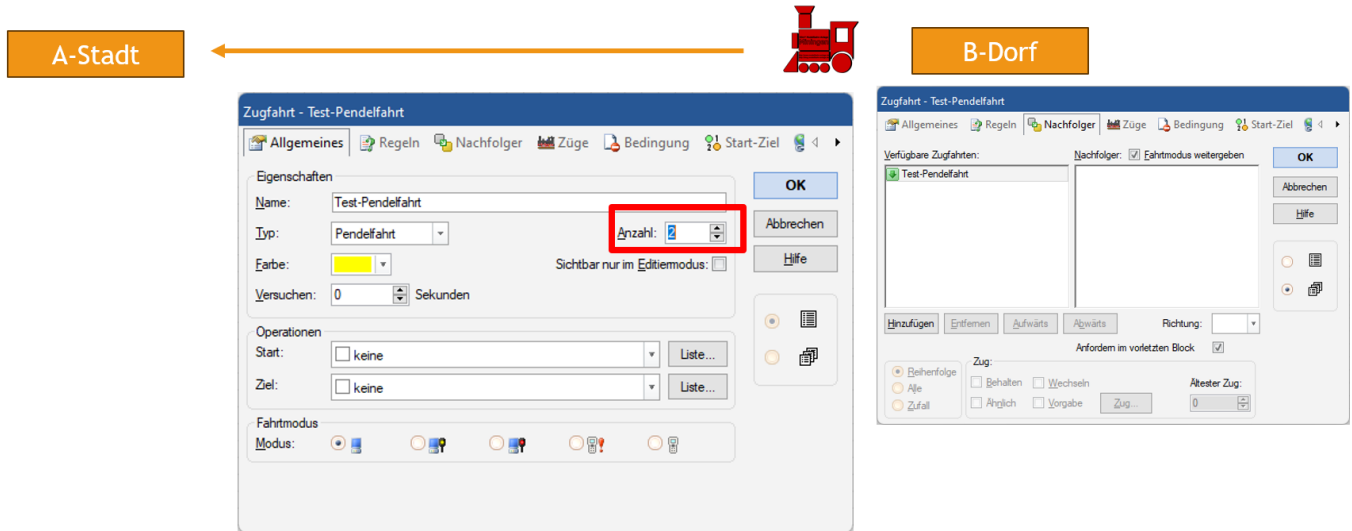 A-Stadt
B-Dorf
Zugfahrt - Test-Pendelfahrt
Allgemeines Regeln Nachfolger Züge Bedingung Start-Ziel
Eigenschaften
Name: Test-Pendelfahrt
Typ: Pendelfahrt Anzahl: 2
Farbe: Sichtbar nur im Editiermodus:
Versuchen: 0 Sekunden
Operationen
Start: keine Liste...
Ziel: keine Liste...
Fahrtmodus
Modus:
OK
Abbrechen
Hilfe
Zugfahrt - Test-Pendelfahrt
Allgemeines Regeln Nachfolger Züge Bedingung Start-Ziel
Verfügbare Zugfahrten: Nachfolger: Fahrtmodus weitergeben
Test-Pendelfahrt
OK
Abbrechen
Hilfe
Hinzufügen Entfernen Aufwärts Abwärts Richtung:
Anfordern im vorletzten Block
Reihenfolge
Alle
Zufall
Zug:
Behalten Wechseln Ältester Zug:
Ähnlich Vorgabe Zug... 0